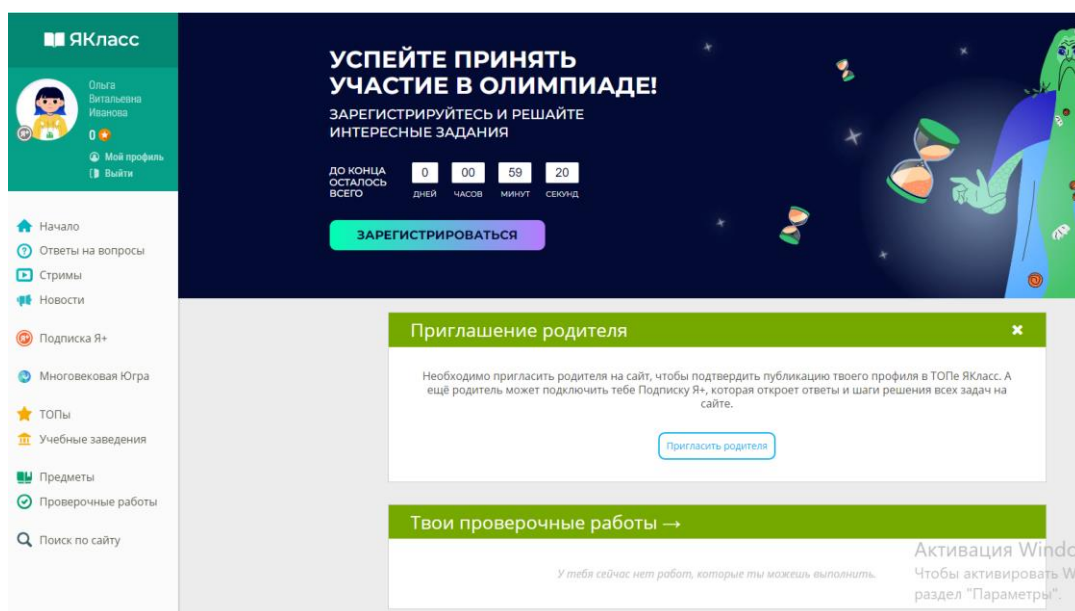 ЯКласс
Ольга
Витальевна
Иванова
0
Мой профиль
Выйти
Начало
Ответы на вопросы
Стримы
Новости
Подписка Я+
Многовековая Югра
ТОПы
Учебные заведения
Предметы
Проверочные работы
Поиск по сайту
УСПЕЙТЕ ПРИНЯТЬ
УЧАСТИЕ В ОЛИМПИАДЕ!
ЗАРЕГИСТРИРУЙТЕСЬ И РЕШАЙТЕ
ИНТЕРЕСНЫЕ ЗАДАНИЯ
ДО КОНЦА
ОСТАЛОСЬ
ВСЕГО
0 00 59 20
ДНЕЙ ЧАСОВ МИНУТ СЕКУНД
ЗАРЕГИСТРИРОВАТЬСЯ
Приглашение родителя
Необходимо пригласить родителя на сайт, чтобы подтвердить публикацию твоего профиля в ТОПе ЯКласс. А
ещё родитель может подключить тебе Подписку Я+, которая откроет ответы и шаги решения всех задач на
сайте.
Пригласить родителя
Твои проверочные работы →
У тебя сейчас нет работ, которые ты можешь выполнить.
Активация Windo
Чтобы активировать W
раздел "Параметры".